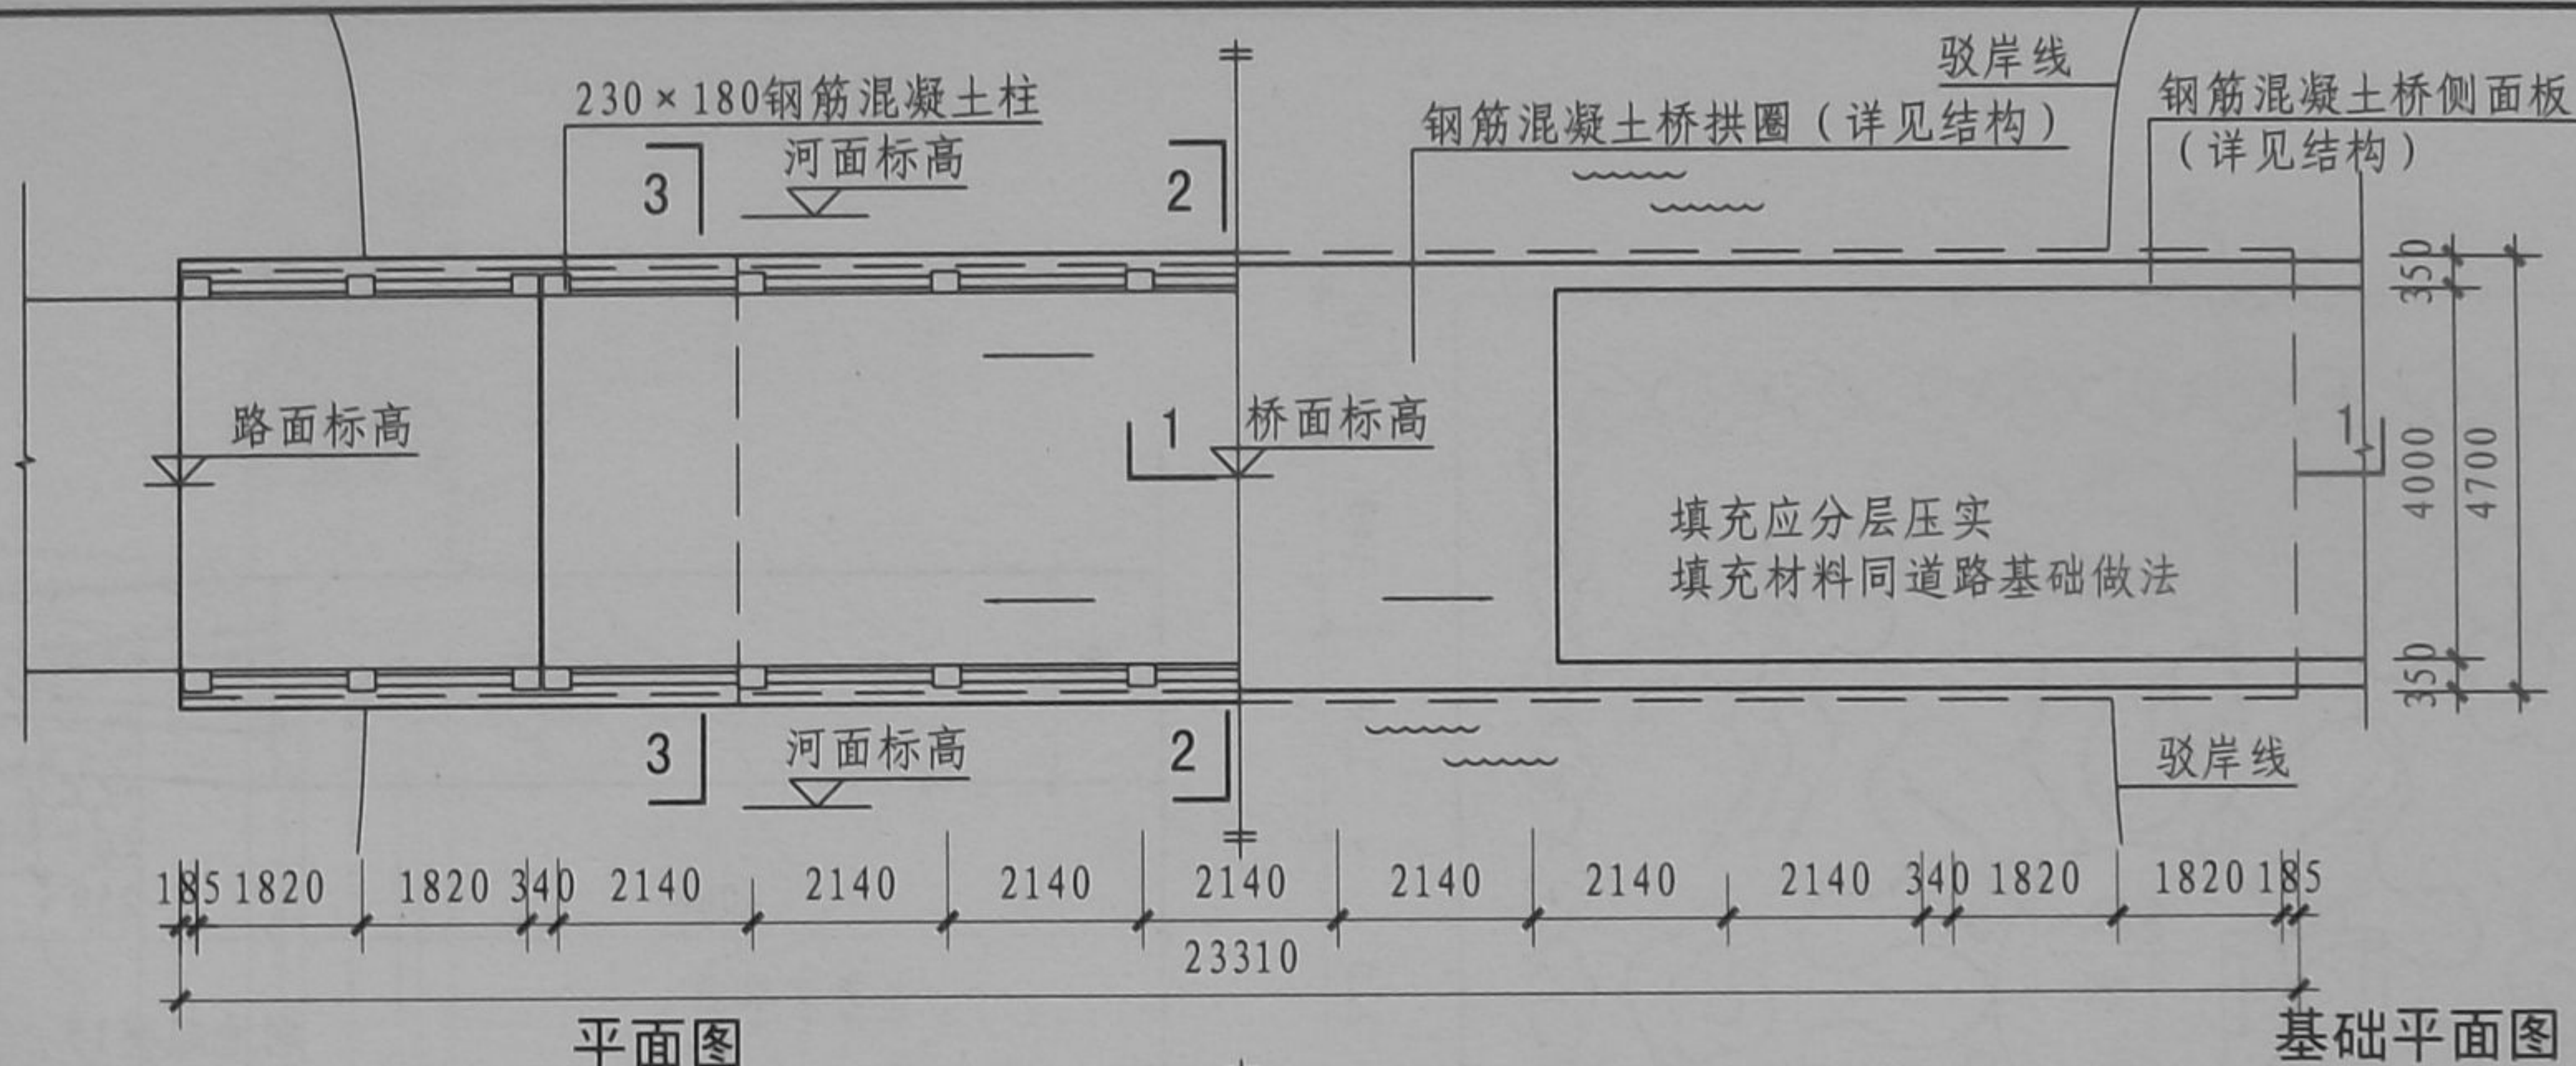 驳岸线
230×180钢筋混凝土柱
钢筋混凝土桥拱圈（详见结构）
钢筋混凝土桥侧面板
（详见结构）
河面标高
3
2
350
路面标高
1
桥面标高
1
4000
4700
填充应分层压实
填充材料同道路基础做法
350
3
河面标高
2
驳岸线
185 1820 1820 340 2140 2140 2140 2140 2140 2140 2140 340 1820 1820 185
23310
平面图
基础平面图